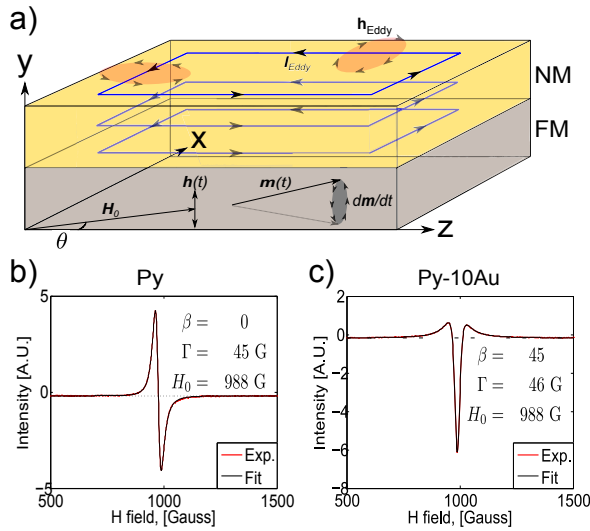 a)
h_Eddy
I_Eddy
y
NM
FM
x
h(t)
m(t)
dm/dt
H_0
θ
z
b) Py
5
β = 0
Γ = 45 G
H_0 = 988 G
0
-5
Intensity [A.U.]
Exp.
Fit
500 1000 1500
H field, [Gauss]
c) Py-10Au
2
0
-2
-4
-6
-8
β = 45
Γ = 46 G
H_0 = 988 G
Intensity [A.U.]
Exp.
Fit
500 1000 1500
H field, [Gauss]